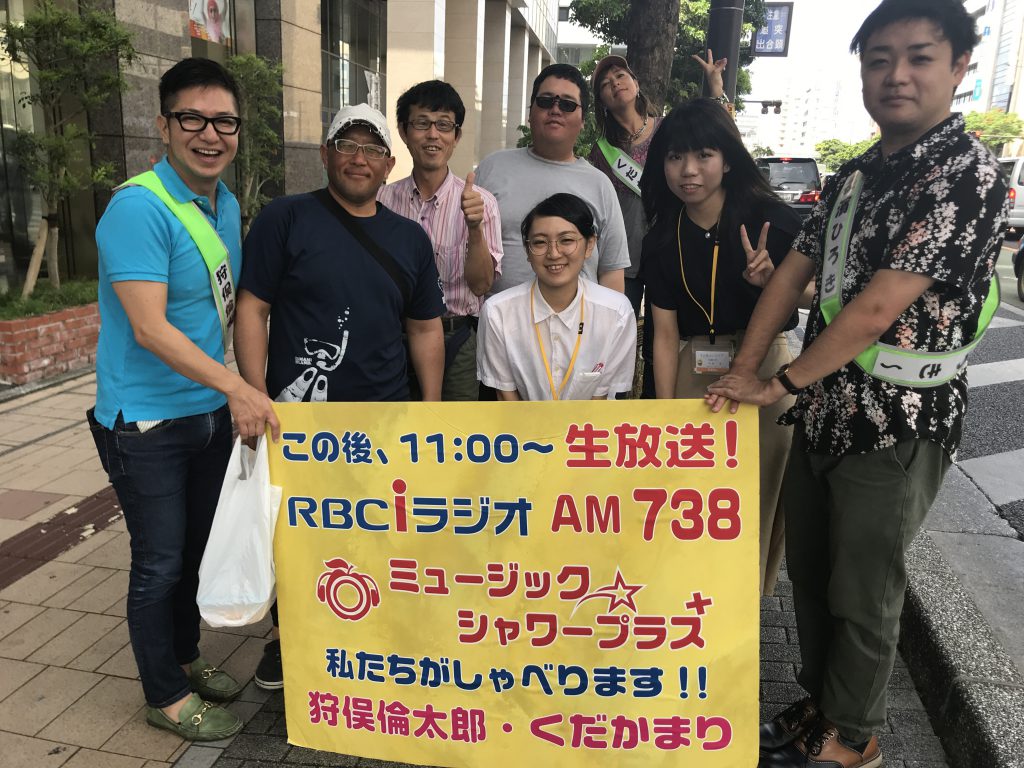 この後、11:00~ 生放送!
RBCiラジオ AM 738
ミュージック
シャワープラス+
私たちがしゃべります!!
狩俣倫太郎・くだかまり